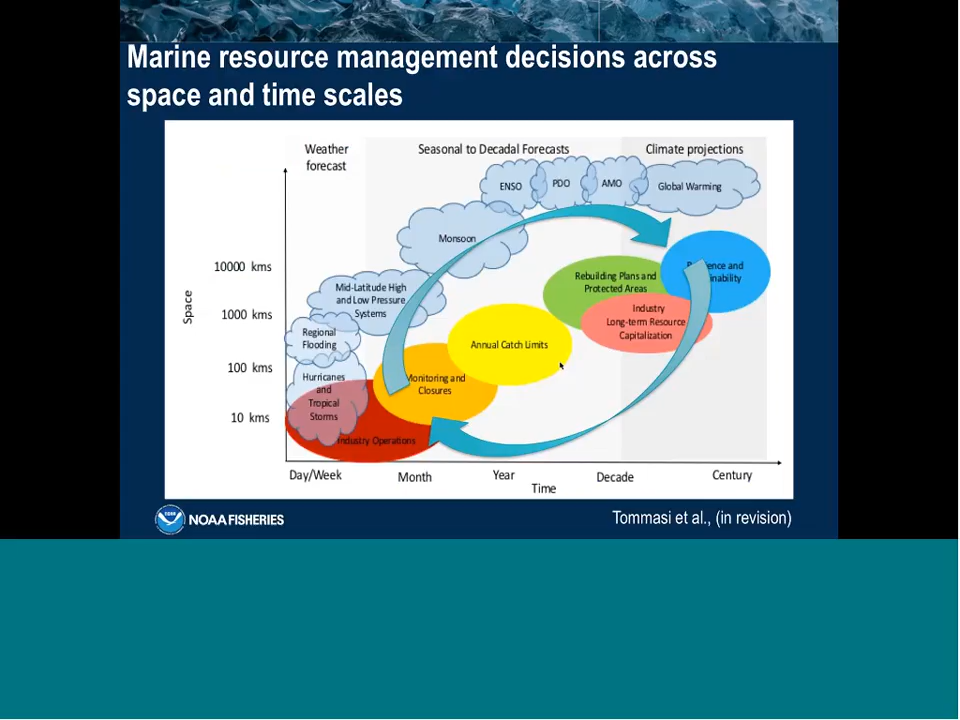 Marine resource management decisions across
space and time scales
Weather
forecast
Seasonal to Decadal Forecasts
Climate projections
ENSO
PDO
AMO
Global Warming
Monsoon
10000 kms
1000 kms
100 kms
10 kms
Space
Mid-Latitude High
and Low Pressure
Systems
Regional
Flooding
Hurricanes
and
Tropical
Storms
Industry Operations
Monitoring and
Closures
Annual Catch Limits
Rebuilding Plans and
Protected Areas
Industry
Long-term Resource
Capitalization
and
Day/Week
Month
Year
Decade
Century
Time
NOAA FISHERIES
Tommasi et al., (in revision)